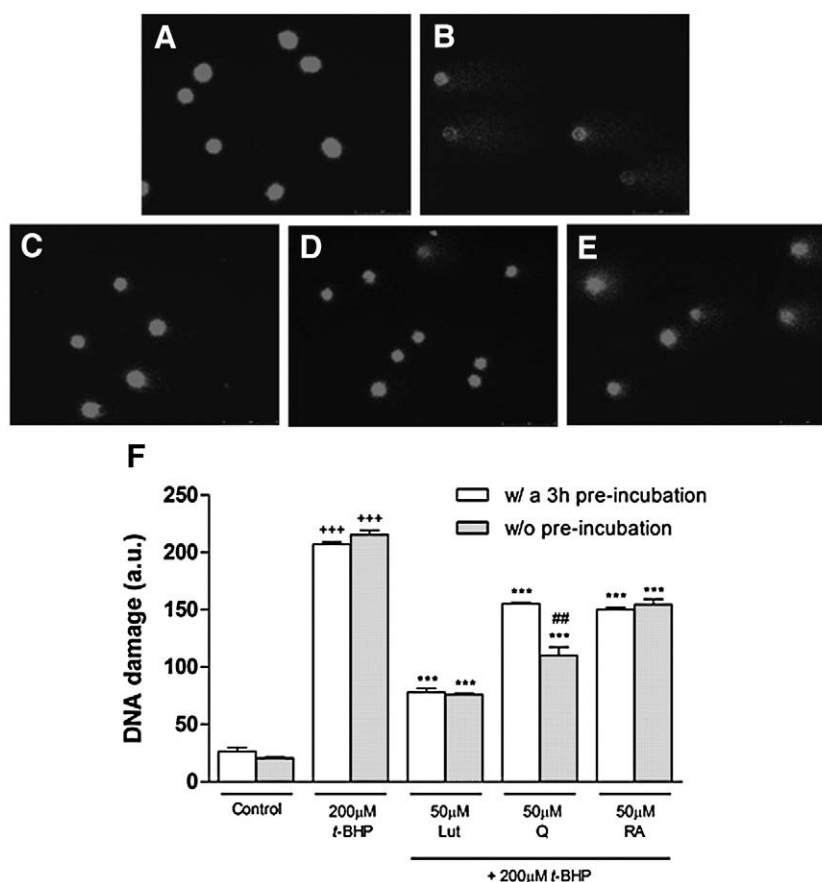 A
B
C
D
E
F
w/ a 3h pre-incubation
w/o pre-incubation
DNA damage (a.u.)
250
200
150
100
50
0
+++
+++
***
***
***
##
***
***
***
Control
200µM
t-BHP
50µM
Lut
50µM
Q
50µM
RA
+ 200µM t-BHP